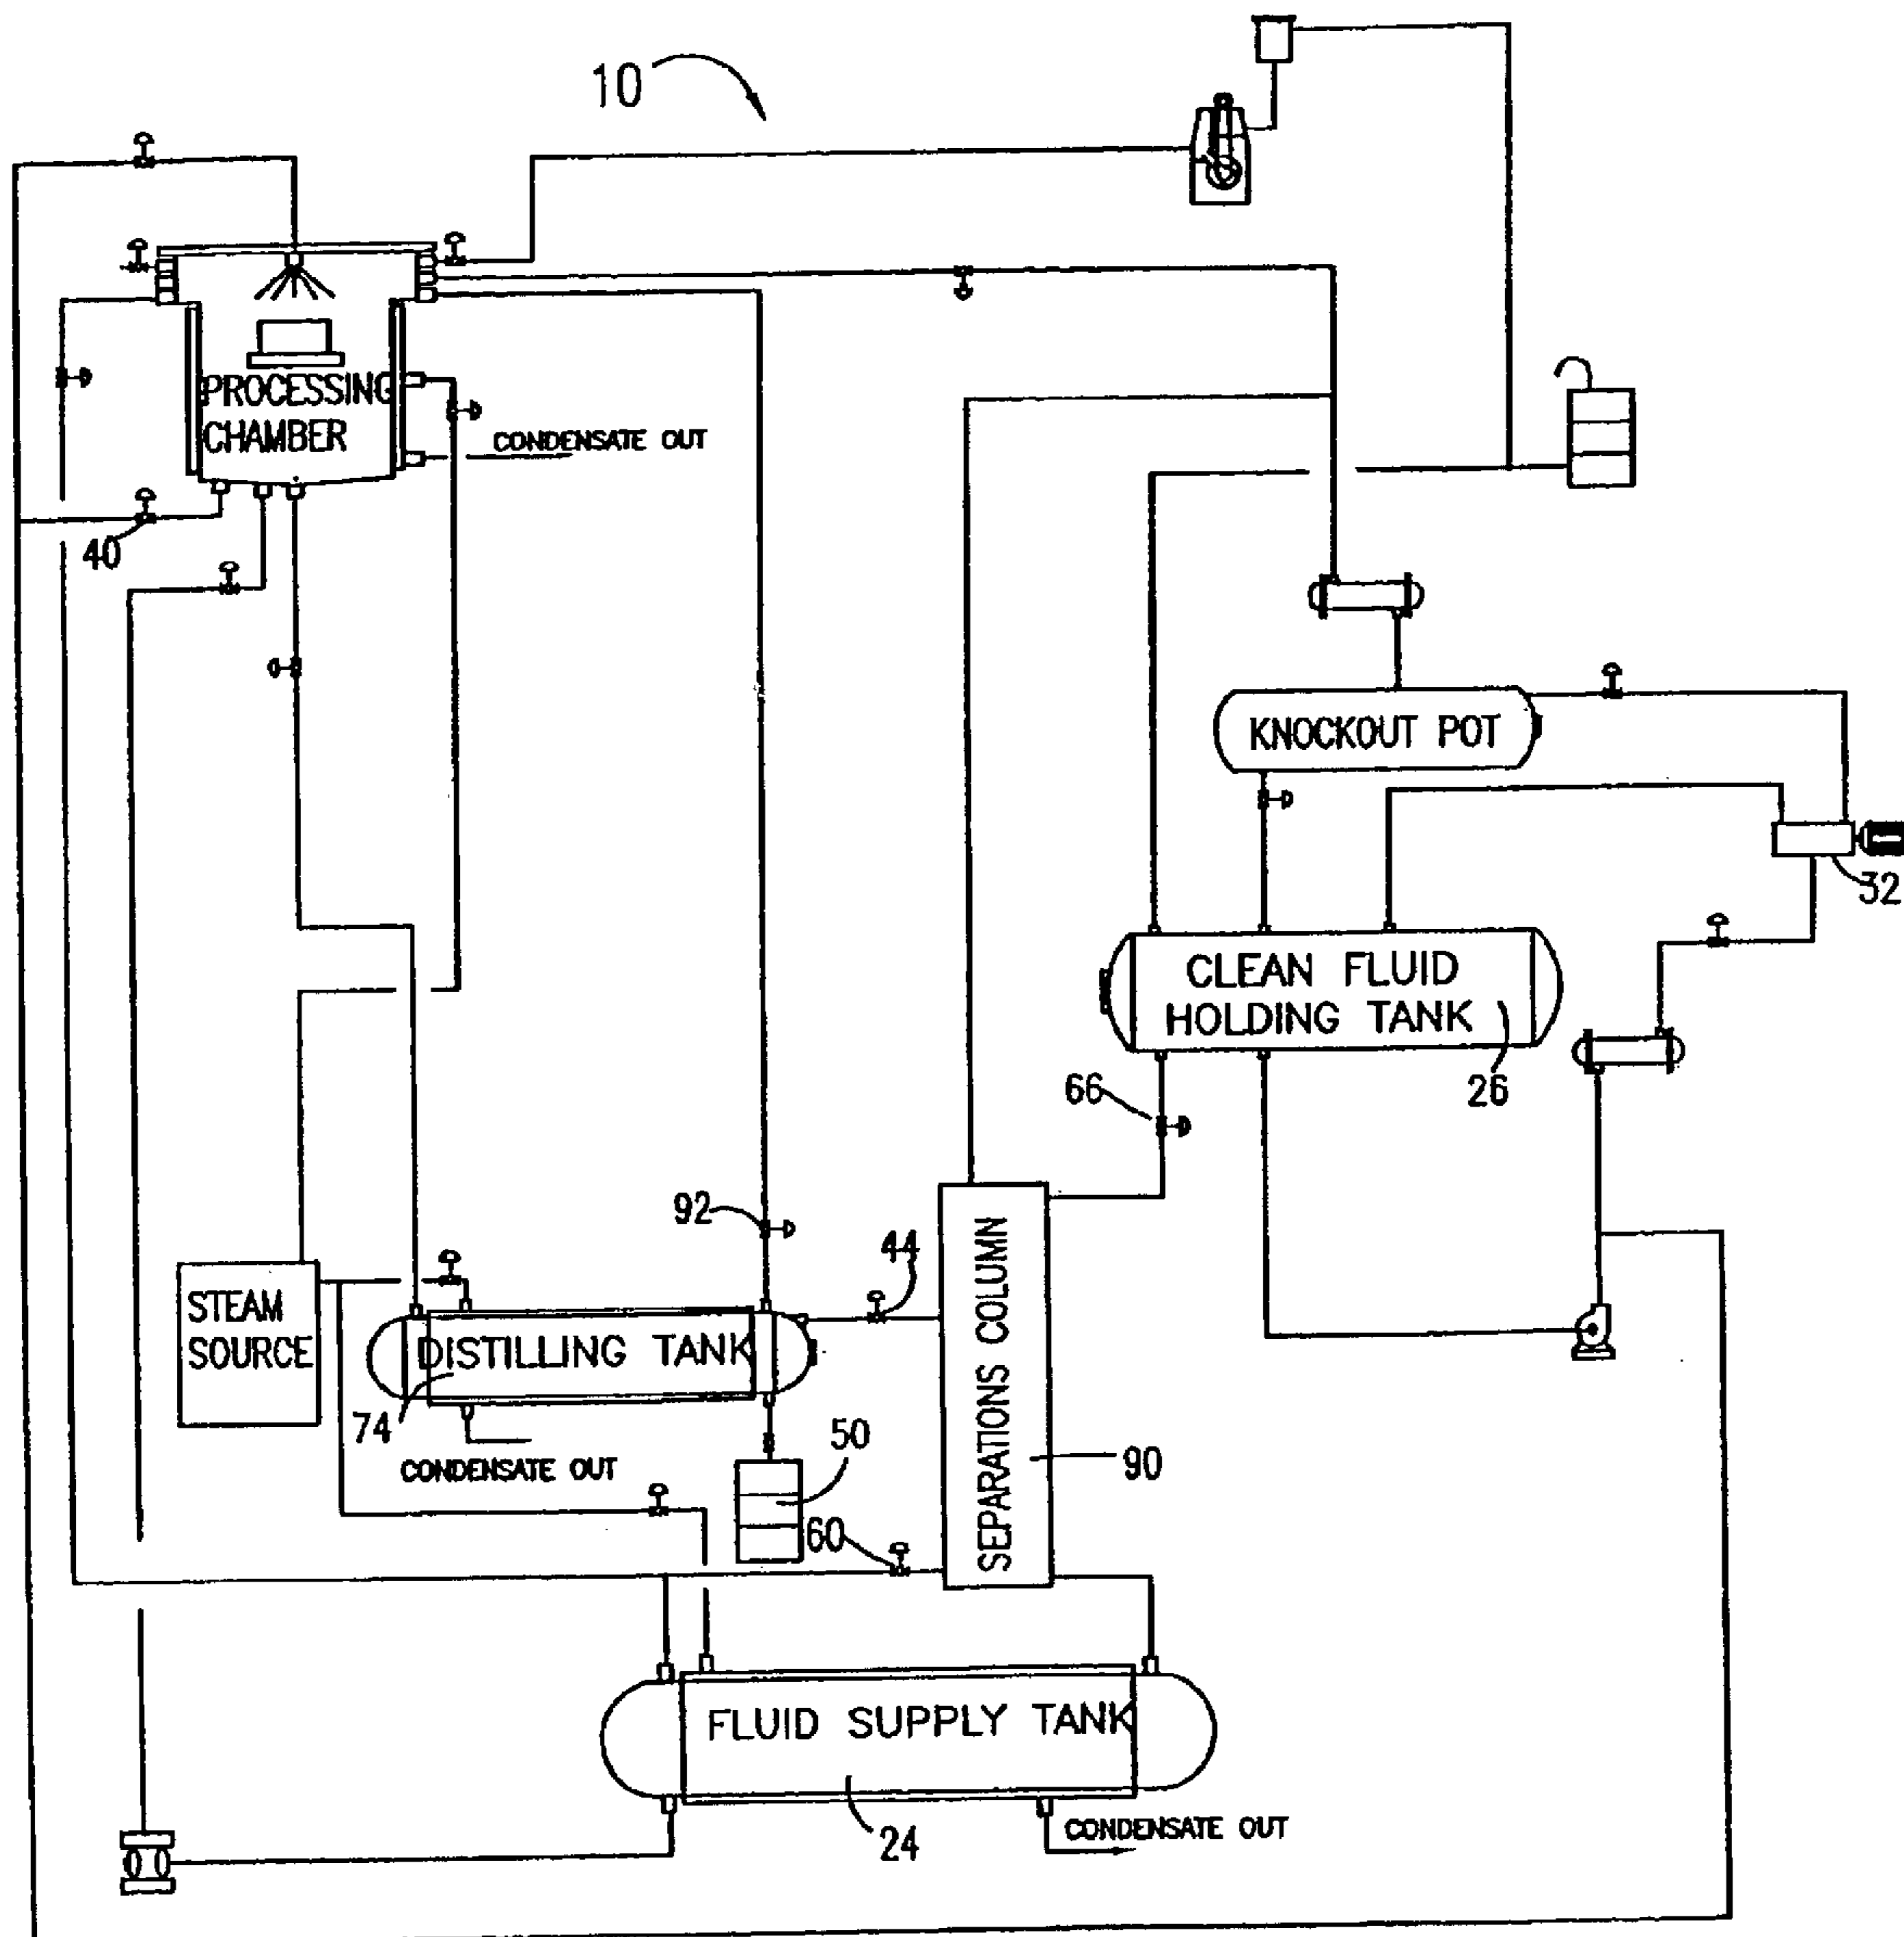 10
PROCESSING
CHAMBER
CONDENSATE OUT
40
KNOCKOUT POT
32
CLEAN FLUID
HOLDING TANK
26
66
92
44
STEAM
SOURCE
DISTILLING TANK
74
CONDENSATE OUT
50
SEPARATIONS COLUMN
90
60
FLUID SUPPLY TANK
24
CONDENSATE OUT